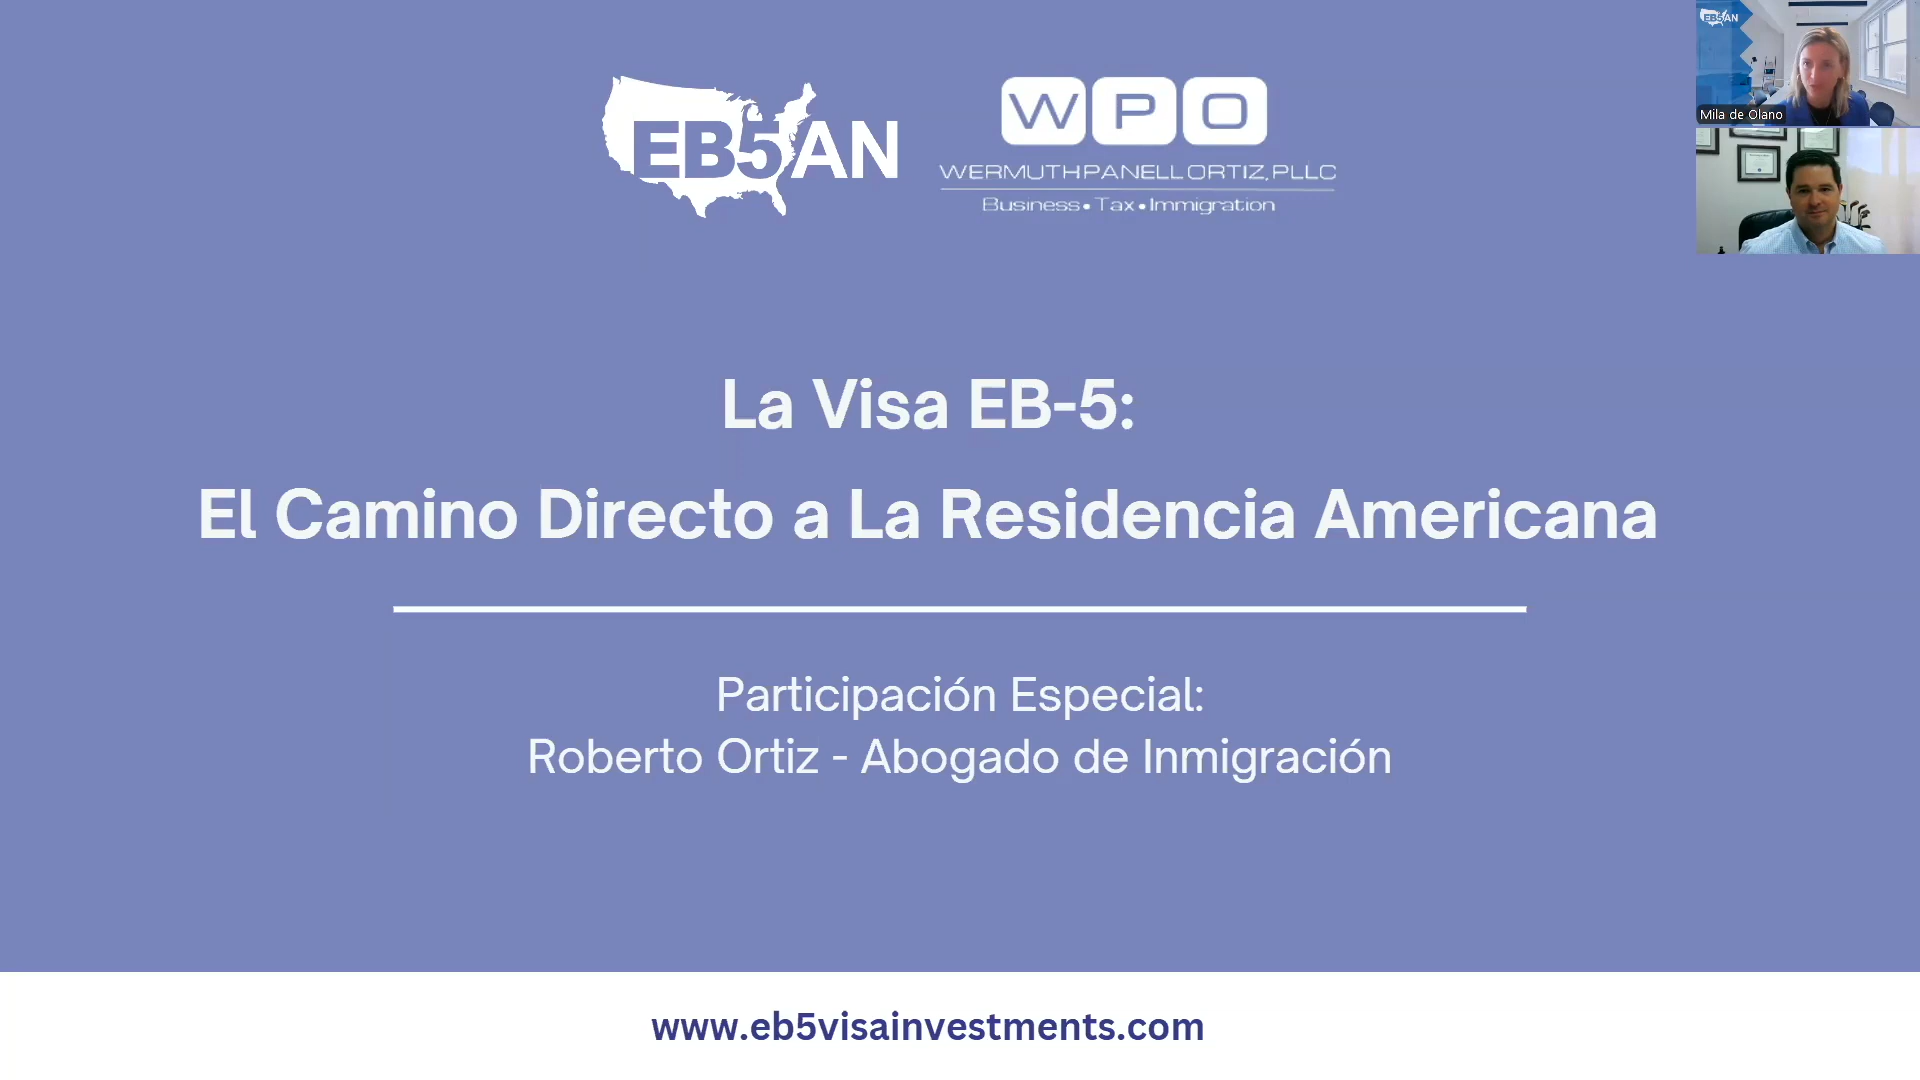 EB5AN
WPO
WERMUTHPANELLORTIZ,PLLC
Business•Tax•Immigration
EB5AN
Mila de Olano
La Visa EB-5:
El Camino Directo a La Residencia Americana
Participación Especial:
Roberto Ortiz - Abogado de Inmigración
www.eb5visainvestments.com